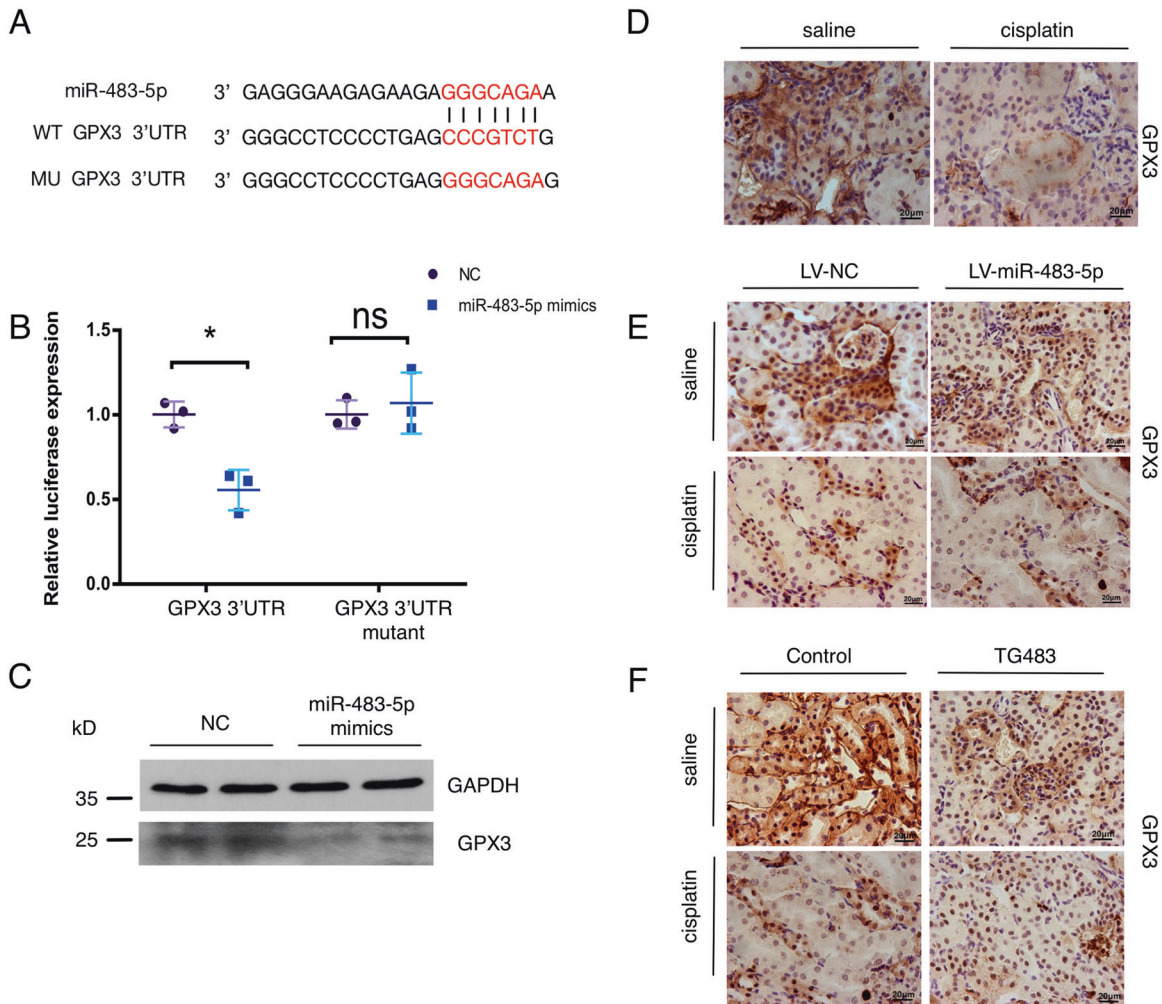 A
miR-483-5p 3’ GAGGGAAGAGAAGAGGGCAGAA
WT GPX3 3’UTR 3’ GGGCCTCCCCTGAGCCCGTCTG
MU GPX3 3’UTR 3’ GGGCCTCCCCTGAGGGGCAGAG
B
NC
miR-483-5p mimics
Relative luciferase expression
1.5
1.0
0.5
0.0
*
ns
GPX3 3’UTR
GPX3 3’UTR
mutant
C
kD
NC
miR-483-5p
mimics
35
GAPDH
25
GPX3
D
saline cisplatin
20μm 20μm
GPX3
E
LV-NC LV-miR-483-5p
saline
20μm 20μm
cisplatin
20μm 20μm
GPX3
F
Control TG483
saline
20μm 20μm
cisplatin
20μm 20μm
GPX3